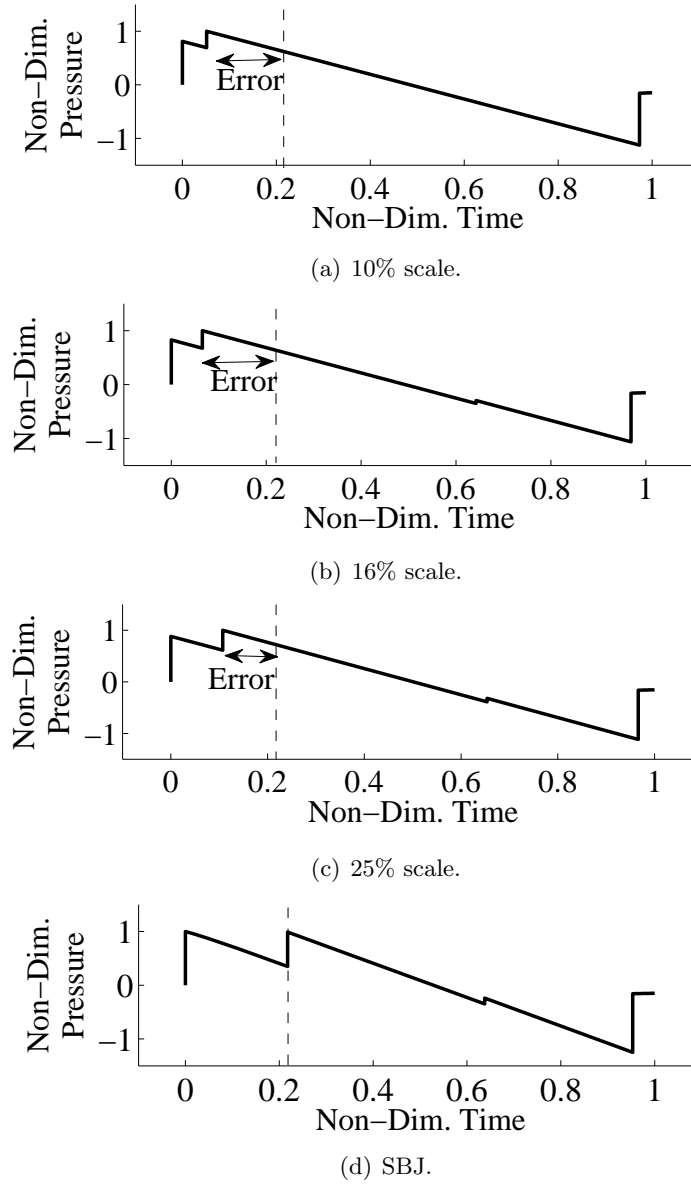 Non−Dim.
Pressure
1
0
−1
Error
0 0.2 0.4 0.6 0.8 1
Non−Dim. Time
(a) 10% scale.
Non−Dim.
Pressure
1
0
−1
Error
0 0.2 0.4 0.6 0.8 1
Non−Dim. Time
(b) 16% scale.
Non−Dim.
Pressure
1
0
−1
Error
0 0.2 0.4 0.6 0.8 1
Non−Dim. Time
(c) 25% scale.
Non−Dim.
Pressure
1
0
−1
0 0.2 0.4 0.6 0.8 1
Non−Dim. Time
(d) SBJ.